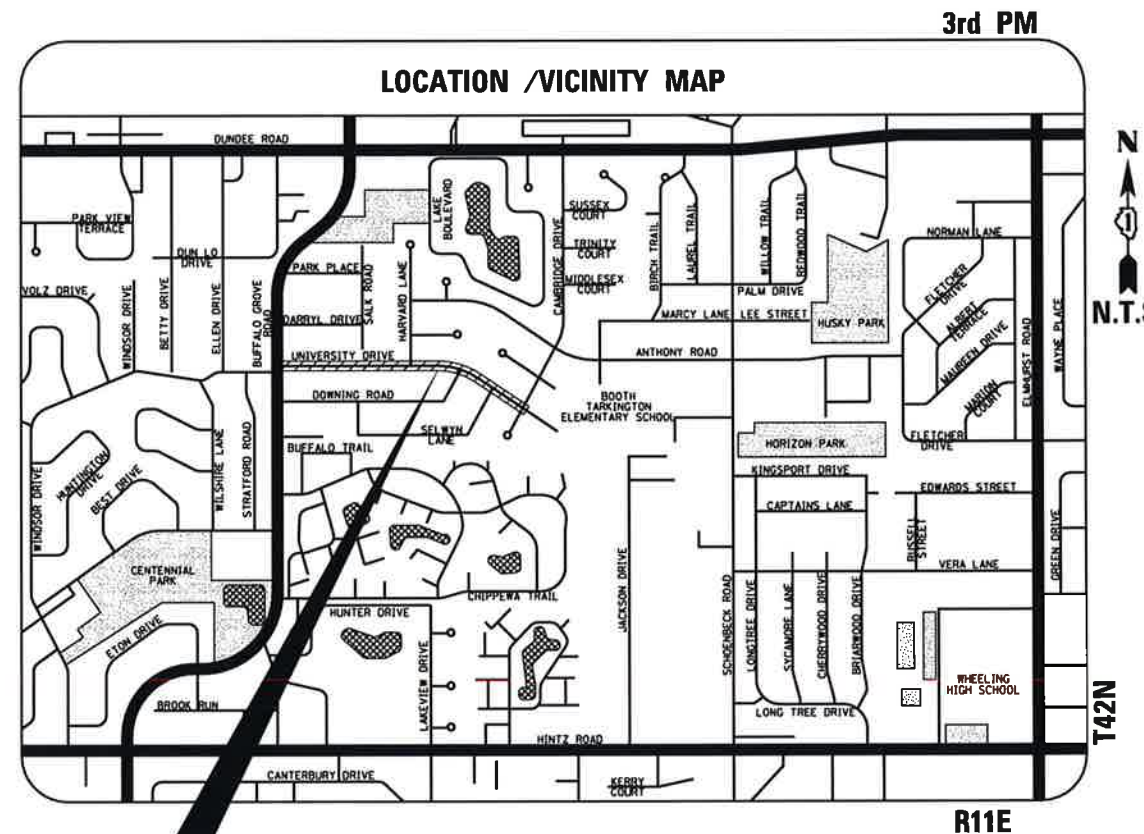 3rd PM
LOCATION /VICINITY MAP
N
1
N.T.S
DUNDEE ROAD
PARK VIEW
TERRACE
DUN LO
DRIVE
VOLZ DRIVE
WINDSOR DRIVE
BETTY DRIVE
ELLEN DRIVE
BUFFALO GROVE
ROAD
PARK PLACE
DARRYL DRIVE
SALK ROAD
HARVARD LANE
LAKE
BOULEVARD
UNIVERSITY DRIVE
DOWNING ROAD
SELWYN
LANE
BUFFALO TRAIL
CAMBRIDGE DRIVE
SUSSEX
COURT
TRINITY
COURT
MIDDLESEX
COURT
BIRCH TRAIL
LAUREL TRAIL
WILLOW TRAIL
REDWOOD TRAIL
PALM DRIVE
MARCY LANE
LEE STREET
HUSKY PARK
ANTHONY ROAD
NORMAN LANE
FLETCHER
DRIVE
ALBERT
TERRACE
MAUREEN DRIVE
MARION
COURT
FLETCHER
DRIVE
ELMHURST ROAD
WAYNE PLACE
BOOTH
TARKINGTON
ELEMENTARY SCHOOL
HORIZON PARK
KINGSPORT DRIVE
CAPTAINS LANE
EDWARDS STREET
RUSSELL
STREET
VERA LANE
GREEN DRIVE
WINDSOR DRIVE
HUNTINGTON
DRIVE
BEST DRIVE
WILSHIRE LANE
STRATFORD ROAD
CENTENNIAL
PARK
ETON DRIVE
BROOK RUN
HUNTER DRIVE
CHIPPEWA TRAIL
LAKEVIEW DRIVE
JACKSON DRIVE
SCHOENBECK ROAD
LONGTREE DRIVE
SYCAMORE LANE
CHERRYWOOD DRIVE
BRIARWOOD DRIVE
LONG TREE DRIVE
WHEELING
HIGH SCHOOL
T42N
HINTZ ROAD
CANTERBURY DRIVE
KERRY
COURT
R11E